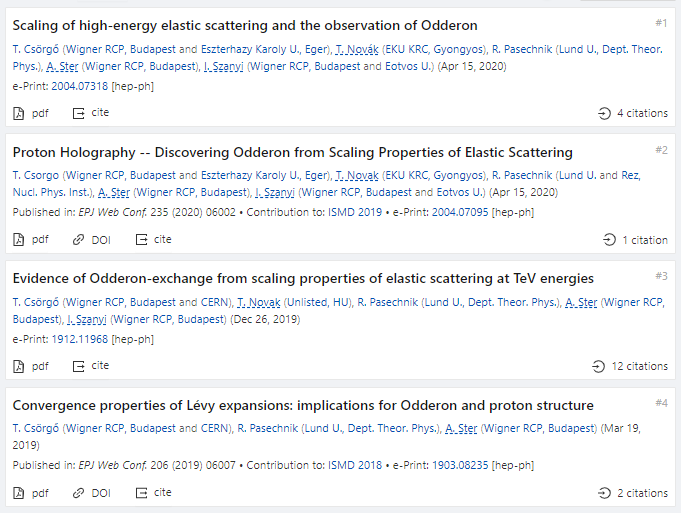 Scaling of high-energy elastic scattering and the observation of Odderon #1
T. Csörgő (Wigner RCP, Budapest and Eszterhazy Karoly U., Eger), T. Novák (EKU KRC, Gyongyos), R. Pasechnik (Lund U., Dept. Theor.
Phys.), A. Ster (Wigner RCP, Budapest), I. Szanyi (Wigner RCP, Budapest and Eotvos U.) (Apr 15, 2020)
e-Print: 2004.07318 [hep-ph]
pdf cite 4 citations
Proton Holography -- Discovering Odderon from Scaling Properties of Elastic Scattering #2
T. Csorgo (Wigner RCP, Budapest and Eszterhazy Karoly U., Eger), T. Novak (EKU KRC, Gyongyos), R. Pasechnik (Lund U. and Rez,
Nucl. Phys. Inst.), A. Ster (Wigner RCP, Budapest), I. Szanyi (Wigner RCP, Budapest and Eotvos U.) (Apr 15, 2020)
Published in: EPJ Web Conf. 235 (2020) 06002 • Contribution to: ISMD 2019 • e-Print: 2004.07095 [hep-ph]
pdf DOI cite 1 citation
Evidence of Odderon-exchange from scaling properties of elastic scattering at TeV energies #3
T. Csörgő (Wigner RCP, Budapest and CERN), T. Novak (Unlisted, HU), R. Pasechnik (Lund U., Dept. Theor. Phys.), A. Ster (Wigner RCP,
Budapest), I. Szanyi (Wigner RCP, Budapest) (Dec 26, 2019)
e-Print: 1912.11968 [hep-ph]
pdf cite 12 citations
Convergence properties of Lévy expansions: implications for Odderon and proton structure #4
T. Csörgő (Wigner RCP, Budapest and CERN), R. Pasechnik (Lund U., Dept. Theor. Phys.), A. Ster (Wigner RCP, Budapest) (Mar 19,
2019)
Published in: EPJ Web Conf. 206 (2019) 06007 • Contribution to: ISMD 2018 • e-Print: 1903.08235 [hep-ph]
pdf DOI cite 2 citations